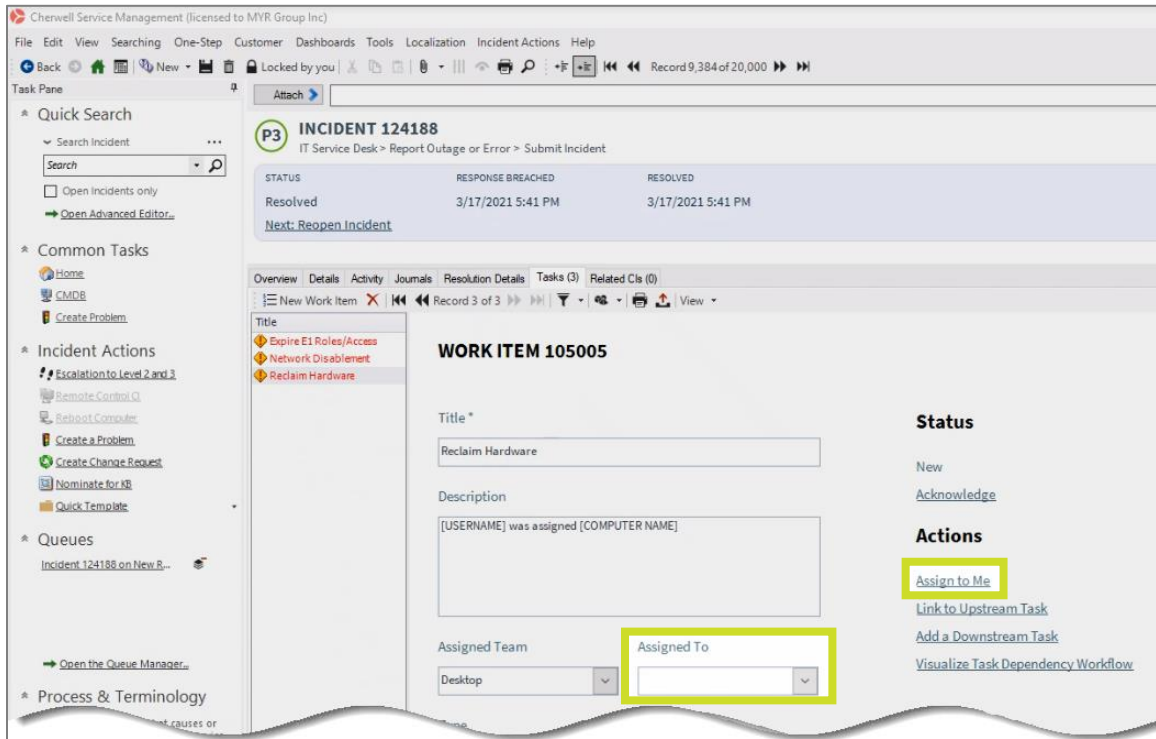 Cherwell Service Management (licensed to MYR Group Inc)
File Edit View Searching One-Step Customer Dashboards Tools Localization Incident Actions Help
Back New Locked by you Record 9,384 of 20,000
Task Pane
Attach
Quick Search
Search Incident ...
Search
Open Incidents only
Open Advanced Editor...
Common Tasks
Home
CMDB
Create Problem
Incident Actions
Escalation to Level 2 and 3
Remote Control CI
Reboot Computer
Create a Problem
Create Change Request
Nominate for KB
Quick Template
Queues
Incident 124188 on New R...
Open the Queue Manager...
Process & Terminology
causes or
P3
INCIDENT 124188
IT Service Desk > Report Outage or Error > Submit Incident
STATUS RESPONSE BREACHED RESOLVED
Resolved 3/17/2021 5:41 PM 3/17/2021 5:41 PM
Next: Reopen Incident
Overview Details Activity Journals Resolution Details Tasks (3) Related CIs (0)
New Work Item Record 3 of 3 View
Title
Expire E1 Roles/Access
Network Disablement
Reclaim Hardware
WORK ITEM 105005
Title *
Reclaim Hardware
Description
[USERNAME] was assigned [COMPUTER NAME]
Assigned Team Assigned To
Desktop
Status
New
Acknowledge
Actions
Assign to Me
Link to Upstream Task
Add a Downstream Task
Visualize Task Dependency Workflow